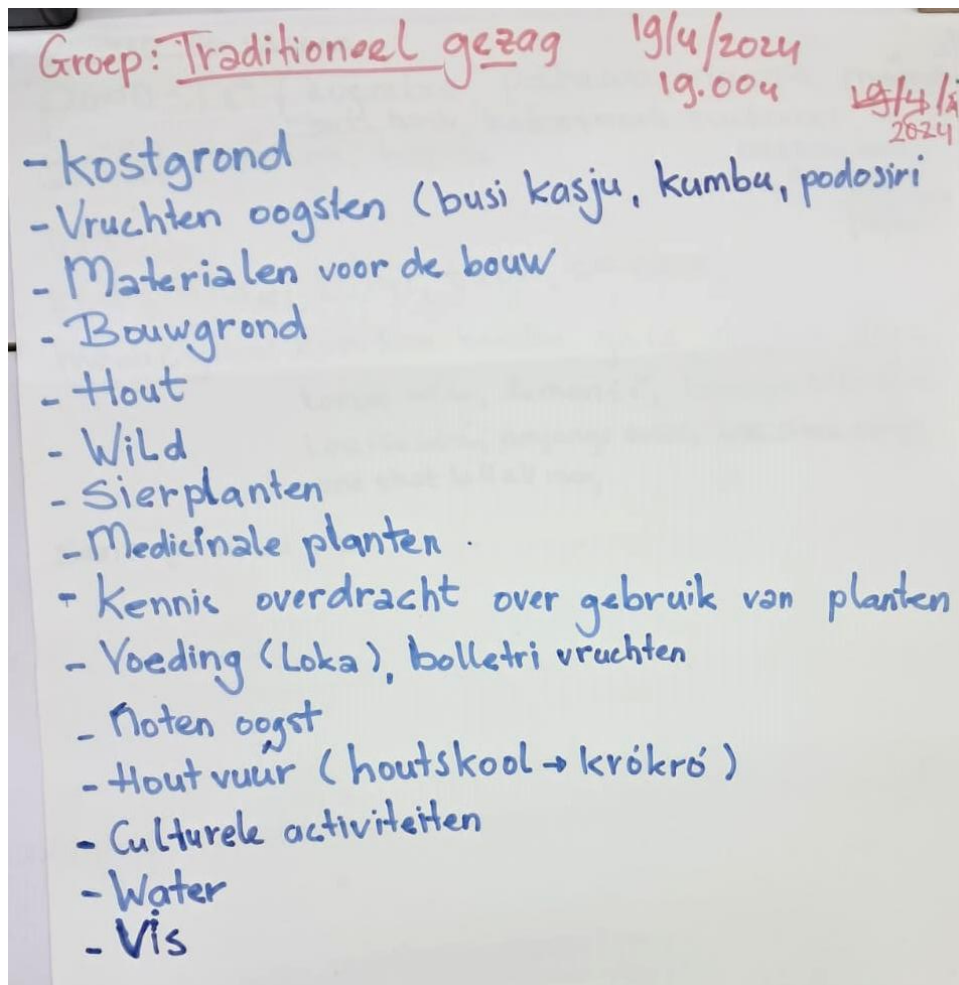 Groep: Traditioneel gezag 19/4/2024
19.00u
19/4/
2024
- Kostgrond
- Vruchten oogsten (busi kasju, kumbu, podosiri
- Materialen voor de bouw
- Bouwgrond
- Hout
- Wild
- Sierplanten
- Medicinale planten.
- Kennis overdracht over gebruik van planten
- Voeding (Loka), bolletri vruchten
- Noten oogst
- Hout vuur (houtskool → krókró)
- Culturele activiteiten
- Water
- Vis